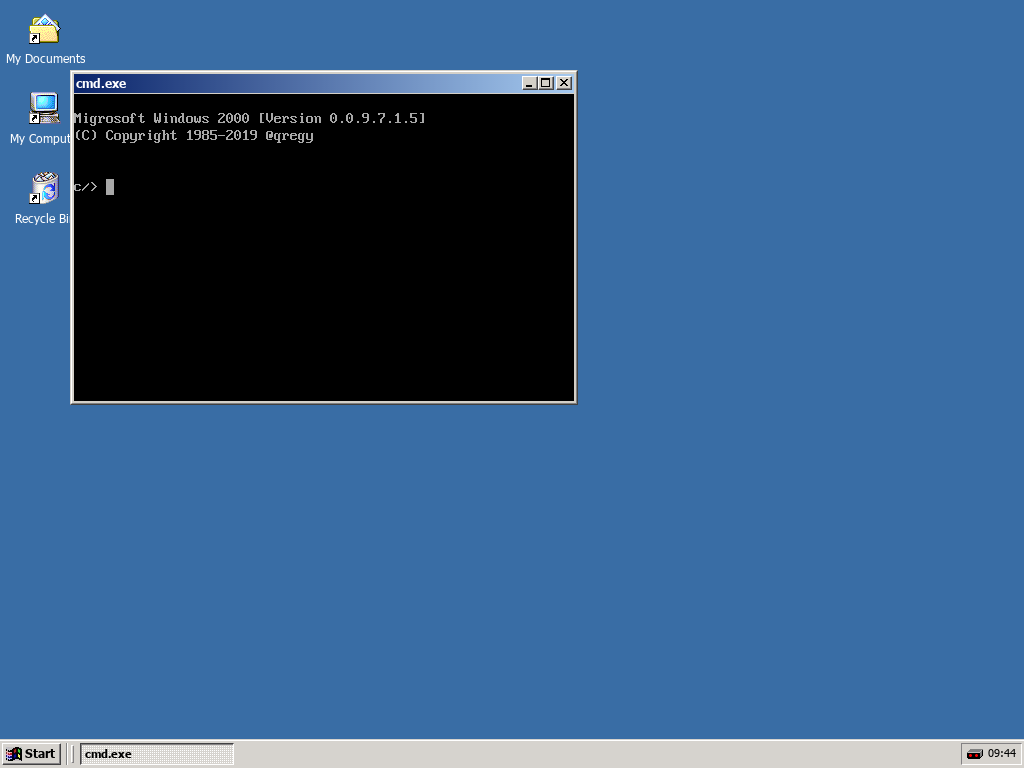 My Documents
cmd.exe
Migrosoft Windows 2000 [Version 0.0.9.7.1.5]
(C) Copyright 1985-2019 @qregy
My Comput
c/>
Recycle Bi
Start
cmd.exe
09:44